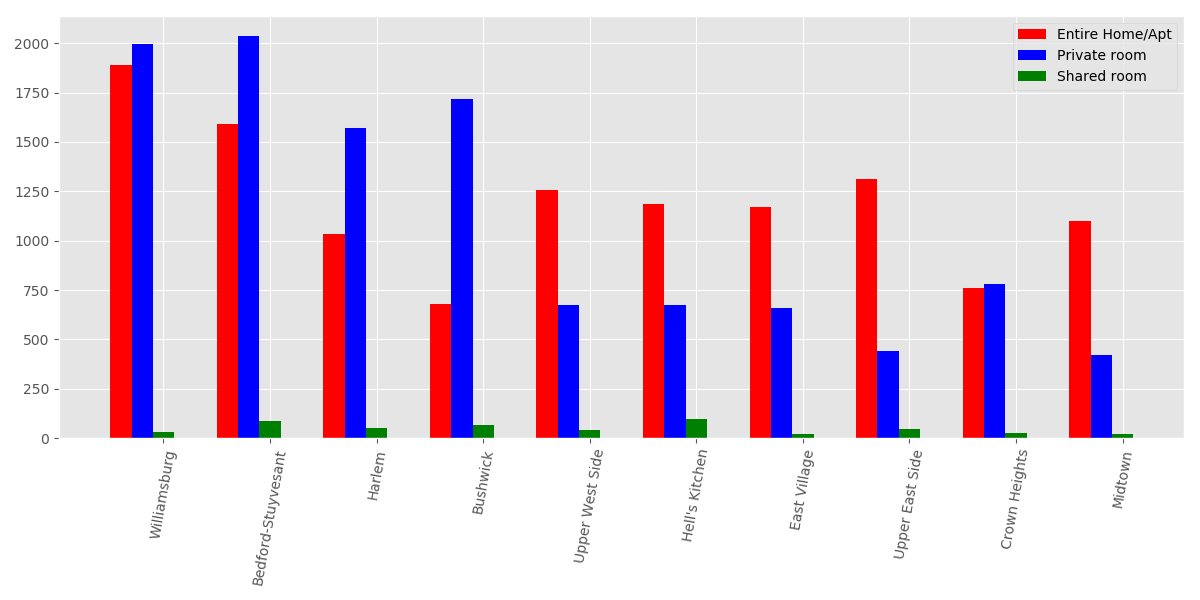 Entire Home/Apt
Private room
Shared room
2000
1750
1500
1250
1000
750
500
250
0
Williamsburg
Bedford-Stuyvesant
Harlem
Bushwick
Upper West Side
Hell's Kitchen
East Village
Upper East Side
Crown Heights
Midtown